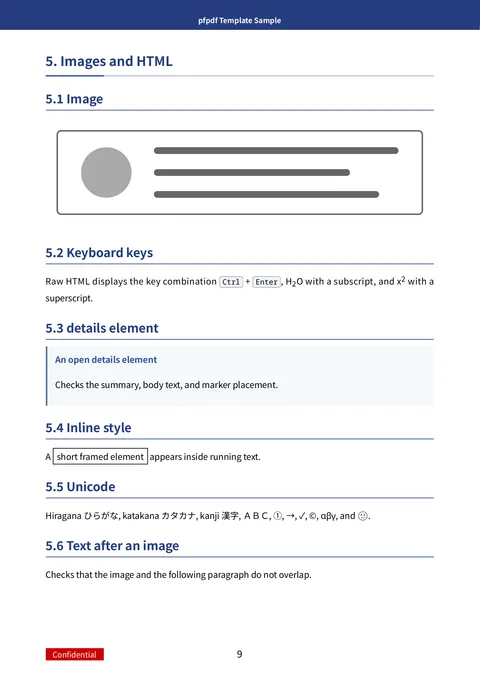 pfpdf Template Sample
5. Images and HTML
5.1 Image
5.2 Keyboard keys
Raw HTML displays the key combination Ctrl + Enter, H₂O with a subscript, and x² with a
superscript.
5.3 details element
An open details element
Checks the summary, body text, and marker placement.
5.4 Inline style
A short framed element appears inside running text.
5.5 Unicode
Hiragana ひらがな, katakana カタカナ, kanji 漢字, ＡＢＣ, ①, →, ✓, ©, αβγ, and 🙂.
5.6 Text after an image
Checks that the image and the following paragraph do not overlap.
Confidential
9